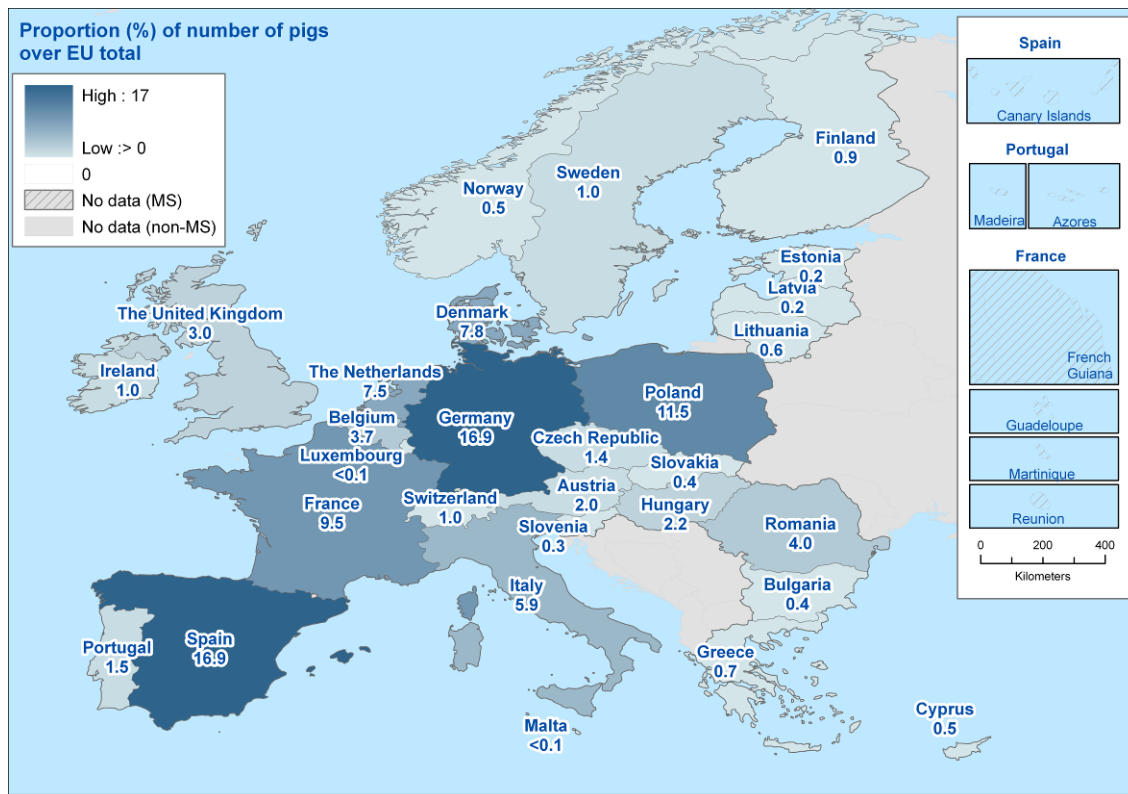 Proportion (%) of number of pigs
over EU total
High : 17
Low :> 0
0
No data (MS)
No data (non-MS)
Finland
0.9
Sweden
1.0
Norway
0.5
Estonia
0.2
Latvia
0.2
Lithuania
0.6
The United Kingdom
3.0
Denmark
7.8
Ireland
1.0
The Netherlands
7.5
Belgium
3.7
Luxembourg
<0.1
Germany
16.9
Poland
11.5
Czech Republic
1.4
Slovakia
0.4
France
9.5
Switzerland
1.0
Austria
2.0
Hungary
2.2
Slovenia
0.3
Romania
4.0
Italy
5.9
Bulgaria
0.4
Portugal
1.5
Spain
16.9
Greece
0.7
Malta
<0.1
Cyprus
0.5
Spain
Canary Islands
Portugal
Madeira
Azores
France
French
Guiana
Guadeloupe
Martinique
Reunion
0 200 400
Kilometers